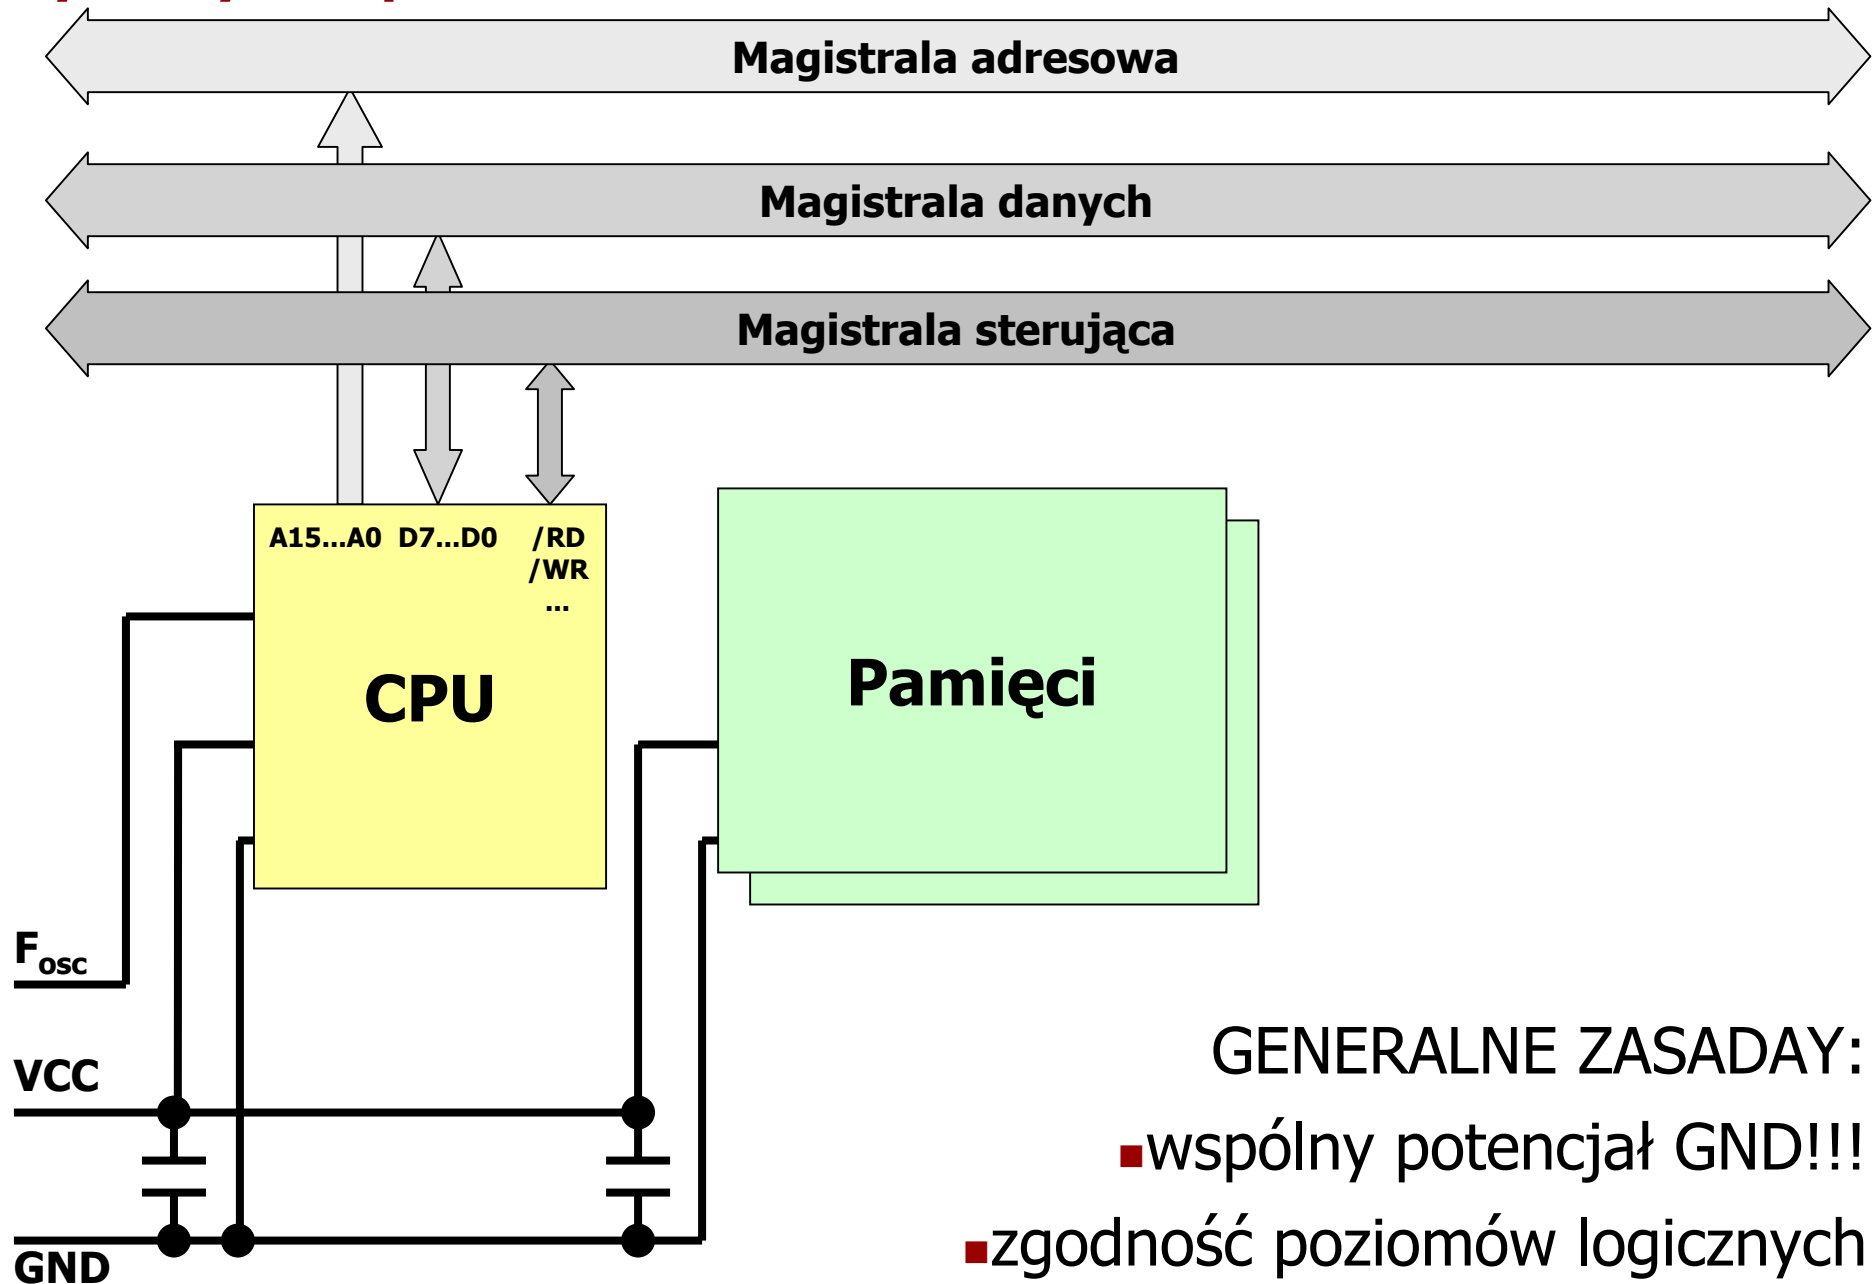 Magistrala adresowa
Magistrala danych
Magistrala sterująca
A15...A0 D7...D0 /RD
/WR
...
CPU
Pamięci
Fosc
VCC
GND
GENERALNE ZASADAY:
▪wspólny potencjał GND!!!
▪zgodność poziomów logicznych